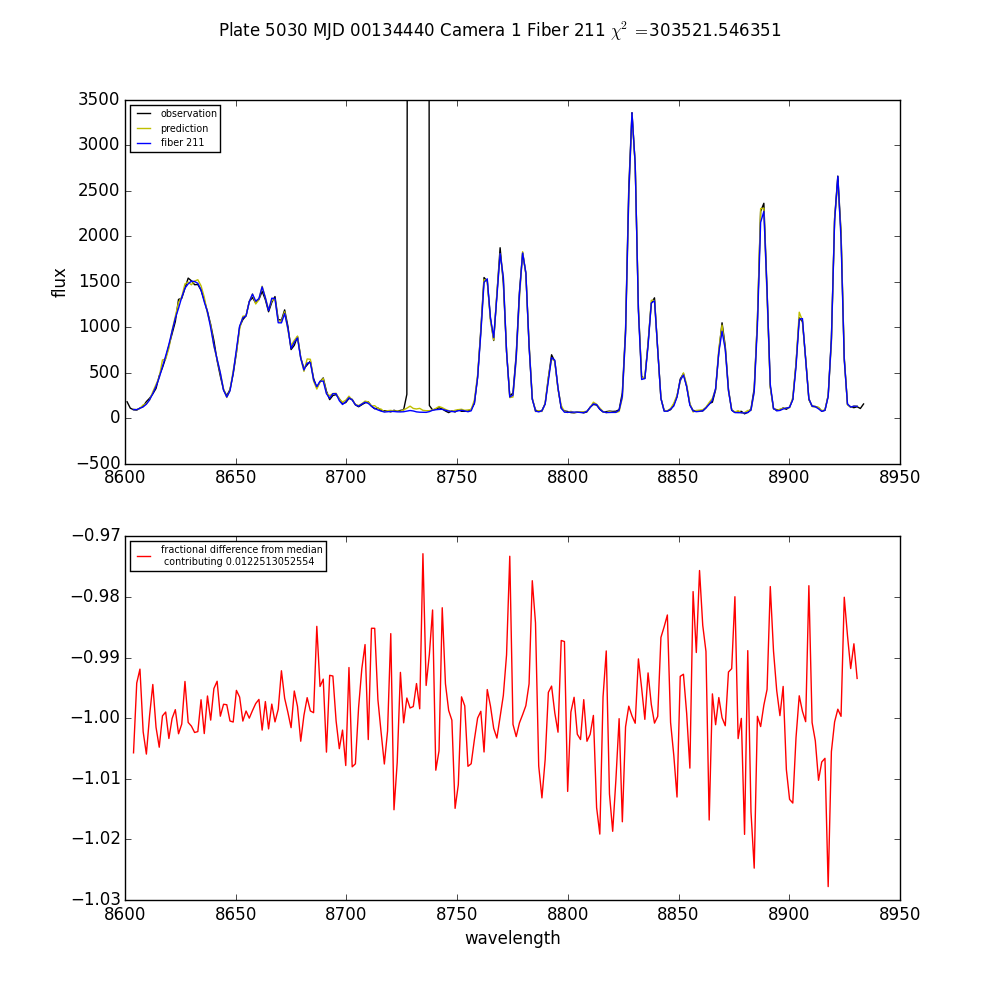 Plate 5030 MJD 00134440 Camera 1 Fiber 211 χ² =303521.546351
3500
3000
2500
2000
1500
1000
500
0
−500
flux
observation
prediction
fiber 211
8600 8650 8700 8750 8800 8850 8900 8950
−0.97
−0.98
−0.99
−1.00
−1.01
−1.02
−1.03
fractional difference from median
contributing 0.0122513052554
8600 8650 8700 8750 8800 8850 8900 8950
wavelength